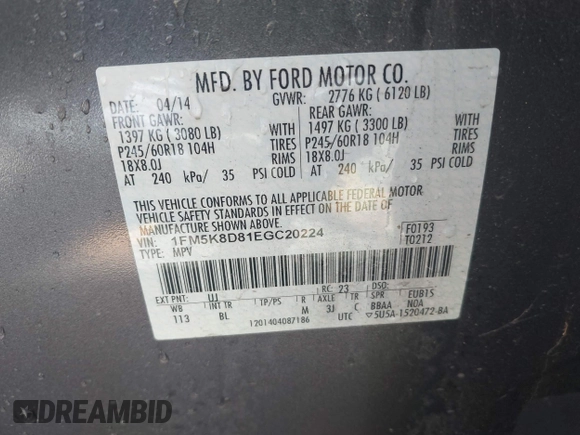 MFD. BY FORD MOTOR CO.
DATE: 04/14 GVWR: 2776 KG ( 6120 LB)
FRONT GAWR: REAR GAWR:
1397 KG ( 3080 LB) 1497 KG ( 3300 LB)
P245/60R18 104H TIRES P245/60R18 104H TIRES
18X8.0J RIMS 18X8.0J RIMS
AT 240 kPa/ 35 PSI COLD AT 240 kPa/ 35 PSI COLD
THIS VEHICLE CONFORMS TO ALL APPLICABLE FEDERAL MOTOR
VEHICLE SAFETY STANDARDS IN EFFECT ON THE DATE OF
MANUFACTURE SHOWN ABOVE.
VIN: 1FM5K8D81EGC20224 F0193
TYPE: MPV T0212
EXT PNT: UJ RC: 23 DSO:
WB INT TR TP/PS R AXLE TR SPR EUB15
113 BL M 3J C BBAA NOA
1201404087186 UTC ▽5U5A-1520472-BA
DREAMBID